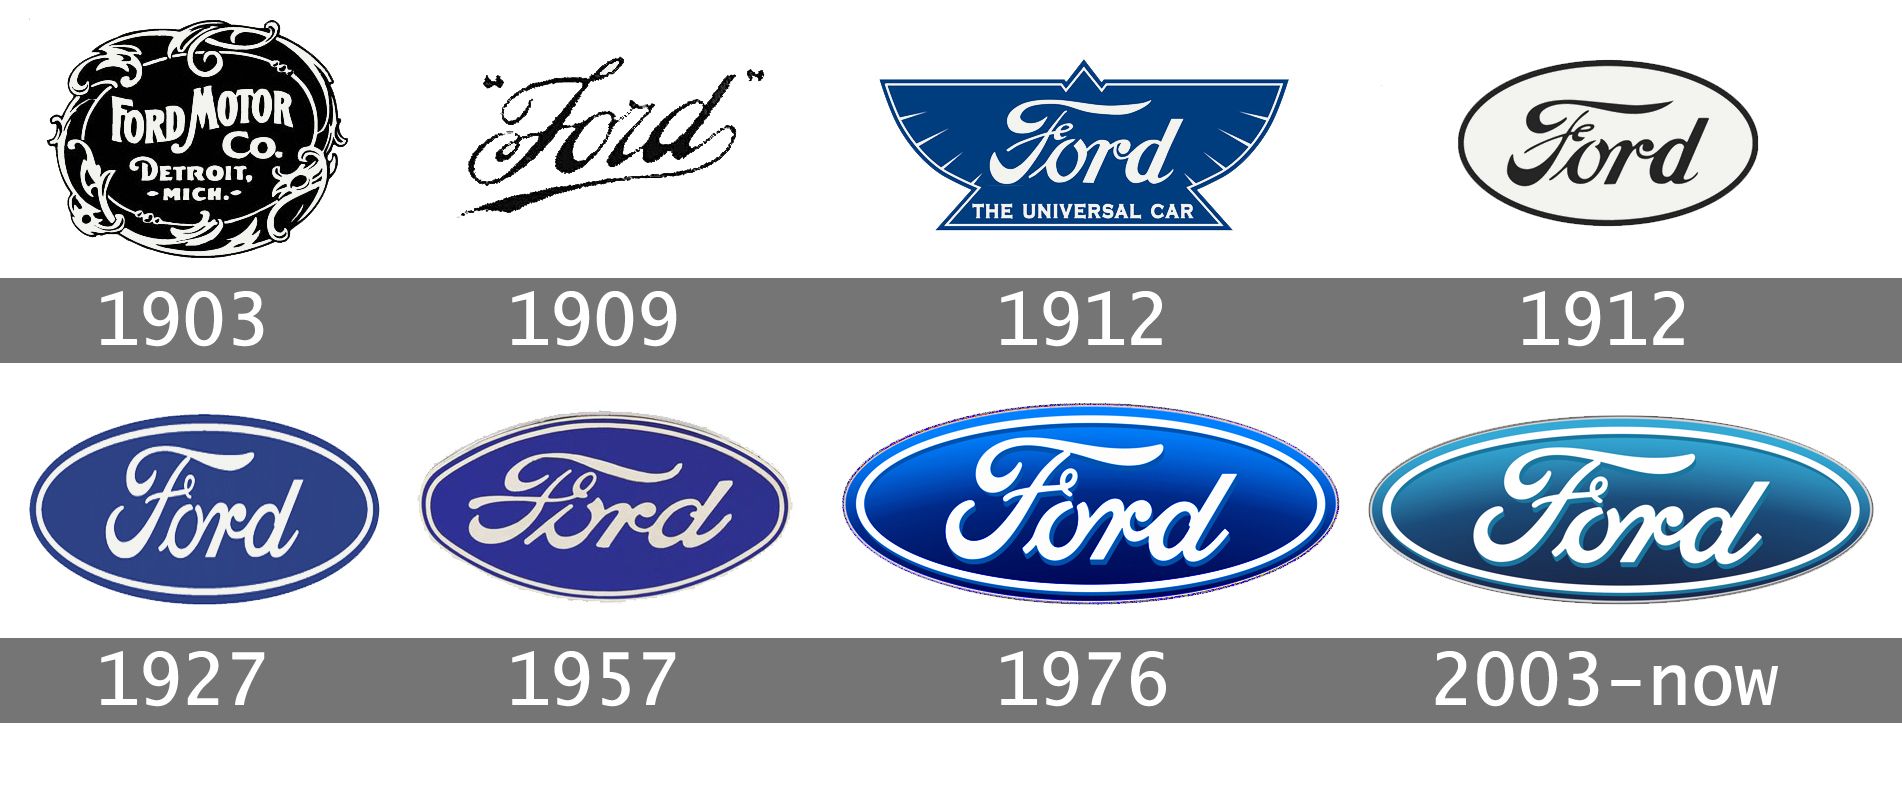 FORD MOTOR
CO.
DETROIT,
-MICH.-
"Ford"
Ford
THE UNIVERSAL CAR
Ford
1903
1909
1912
1912
Ford
Ford
Ford
Ford
1927
1957
1976
2003-now